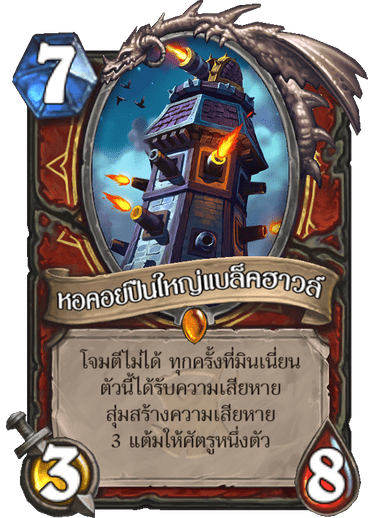 7
หอคอยปืนใหญ่แบล็คฮาวล์
โจมตีไม่ได้ ทุกครั้งที่มินเนี่ยน
ตัวนี้ได้รับความเสียหาย
สุ่มสร้างความเสียหาย
3 แต้มให้ศัตรูหนึ่งตัว
3
8